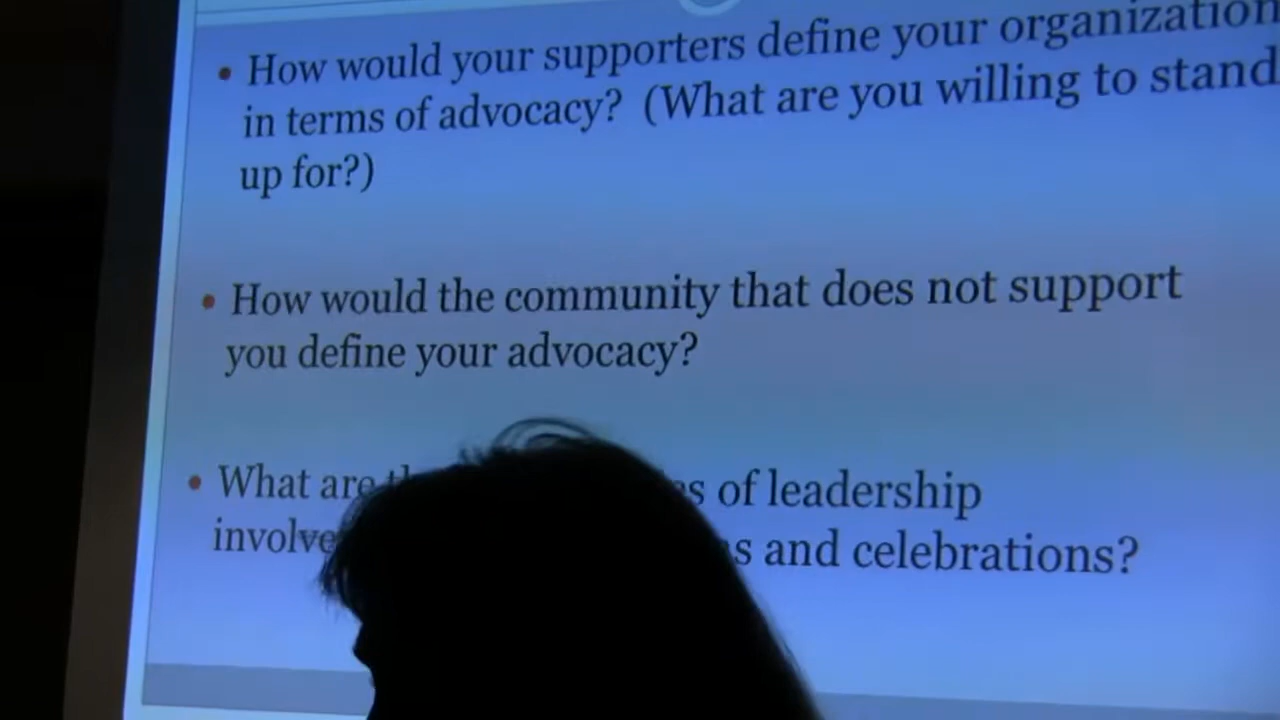 • How would your supporters define your organization
in terms of advocacy? (What are you willing to stand
up for?)
• How would the community that does not support
you define your advocacy?
• What are of leadership
and celebrations?